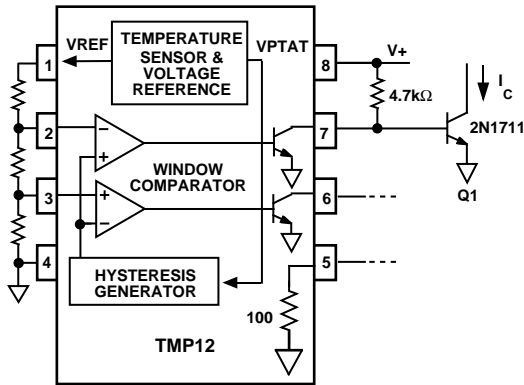 TEMPERATURE
SENSOR &
VOLTAGE
REFERENCE
VREF
VPTAT
1
2
3
4
8
7
6
5
V+
4.7kΩ
IC
2N1711
Q1
−
+
+
−
WINDOW
COMPARATOR
HYSTERESIS
GENERATOR
100
TMP12